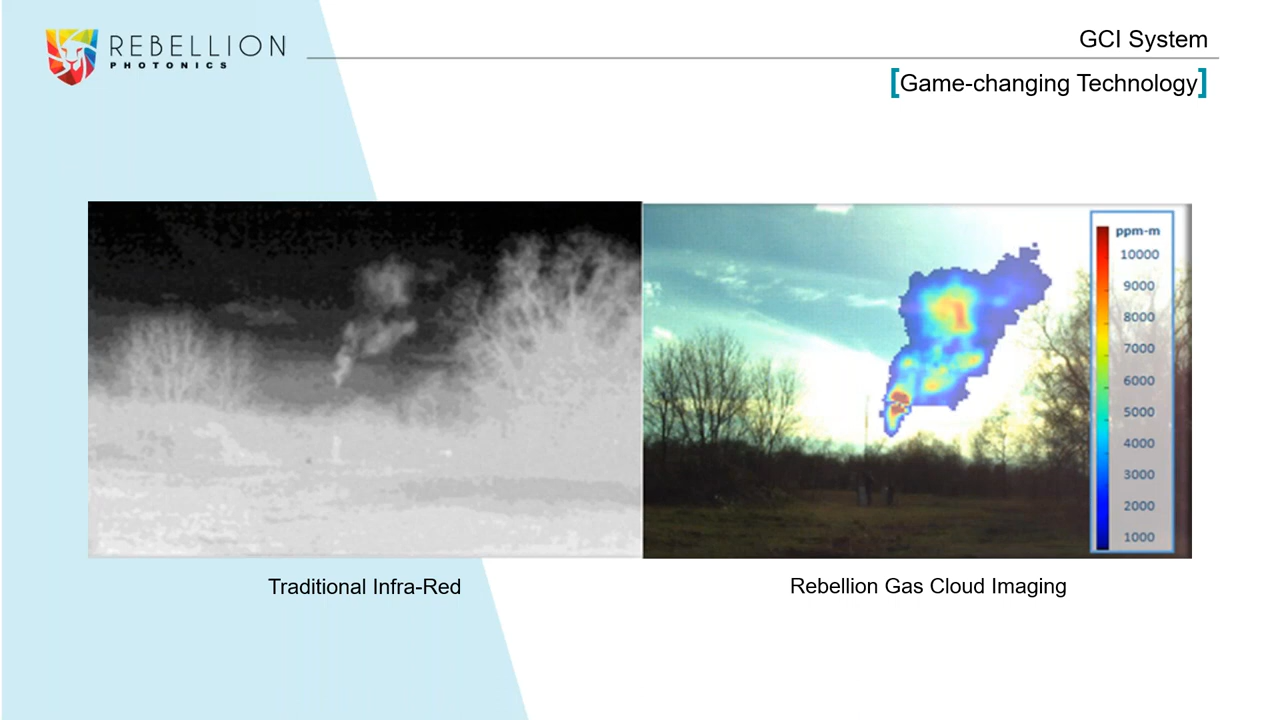 REBELLION
PHOTONICS
GCI System
[Game-changing Technology]
ppm-m
10000
9000
8000
7000
6000
5000
4000
3000
2000
1000
Traditional Infra-Red
Rebellion Gas Cloud Imaging